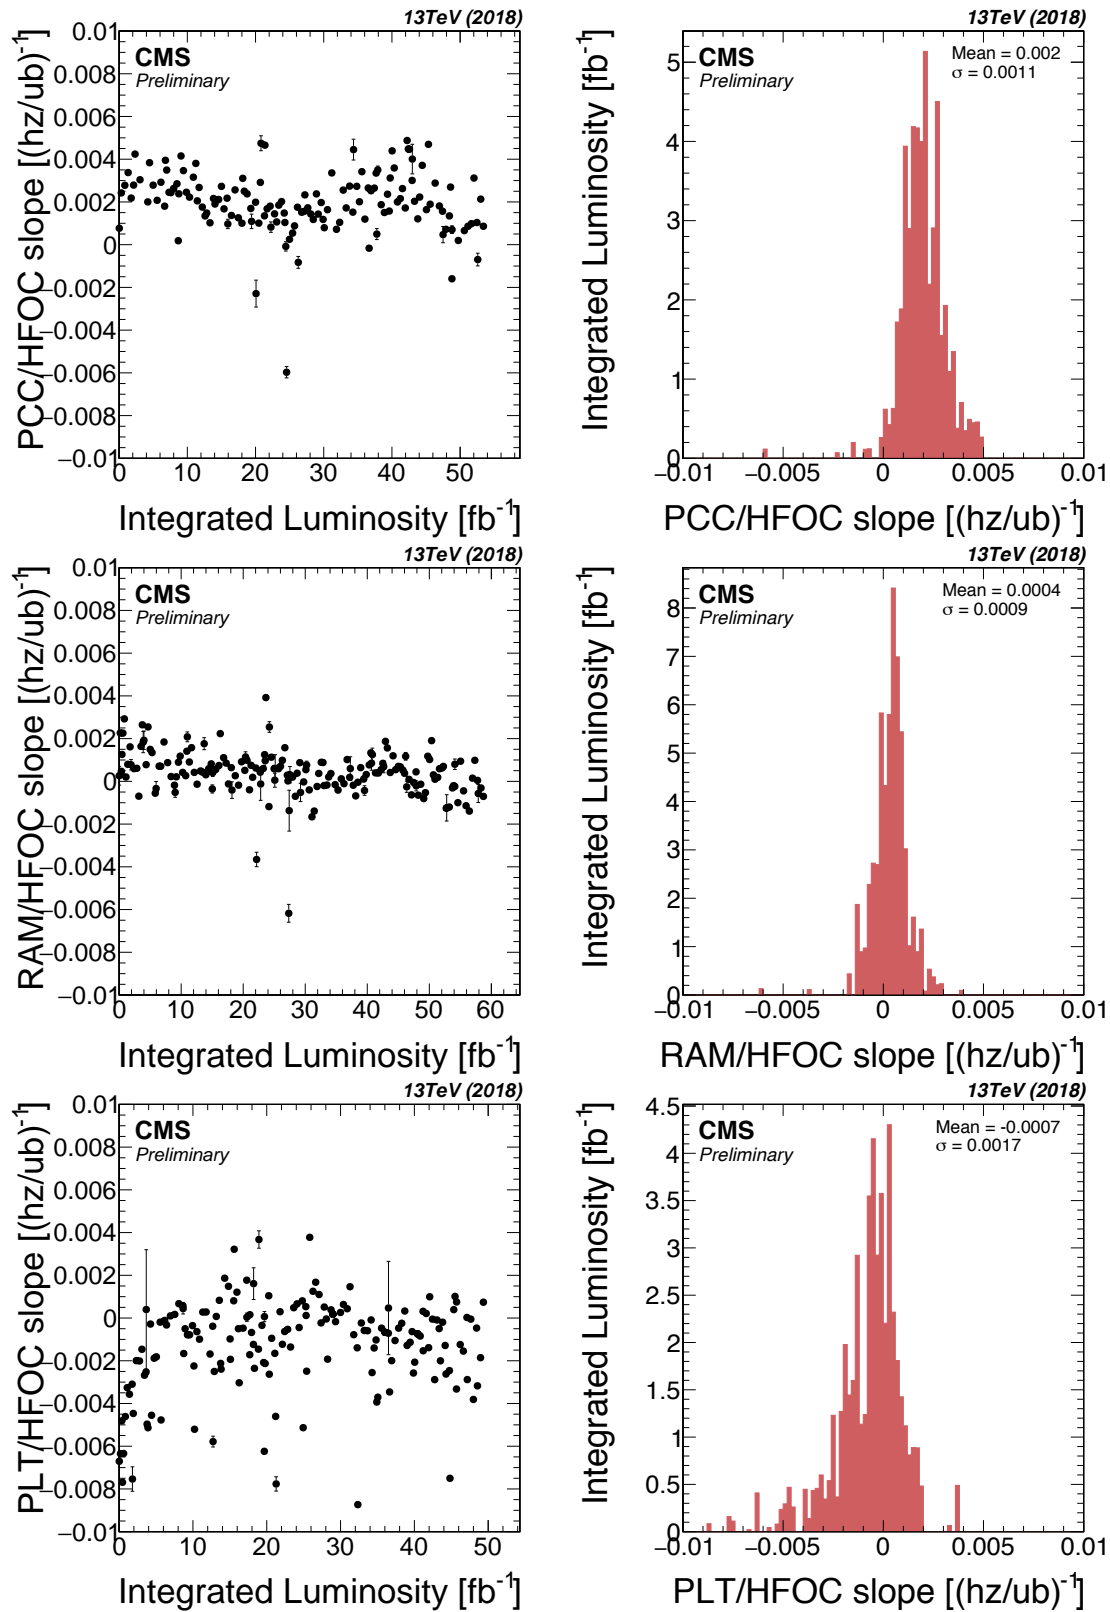 13TeV (2018)
CMS
Preliminary
PCC/HFOC slope [(hz/ub)⁻¹]
0.01
0.008
0.006
0.004
0.002
0
−0.002
−0.004
−0.006
−0.008
−0.01
0 10 20 30 40 50
Integrated Luminosity [fb⁻¹]
13TeV (2018)
CMS
Preliminary
Mean = 0.002
σ = 0.0011
Integrated Luminosity [fb⁻¹]
5
4
3
2
1
0
−0.01 −0.005 0 0.005 0.01
PCC/HFOC slope [(hz/ub)⁻¹]
13TeV (2018)
CMS
Preliminary
RAM/HFOC slope [(hz/ub)⁻¹]
0.01
0.008
0.006
0.004
0.002
0
−0.002
−0.004
−0.006
−0.008
−0.01
0 10 20 30 40 50 60
Integrated Luminosity [fb⁻¹]
13TeV (2018)
CMS
Preliminary
Mean = 0.0004
σ = 0.0009
Integrated Luminosity [fb⁻¹]
8
7
6
5
4
3
2
1
0
−0.01 −0.005 0 0.005 0.01
RAM/HFOC slope [(hz/ub)⁻¹]
13TeV (2018)
CMS
Preliminary
PLT/HFOC slope [(hz/ub)⁻¹]
0.01
0.008
0.006
0.004
0.002
0
−0.002
−0.004
−0.006
−0.008
−0.01
0 10 20 30 40 50
Integrated Luminosity [fb⁻¹]
13TeV (2018)
CMS
Preliminary
Mean = -0.0007
σ = 0.0017
Integrated Luminosity [fb⁻¹]
4.5
4
3.5
3
2.5
2
1.5
1
0.5
0
−0.01 −0.005 0 0.005 0.01
PLT/HFOC slope [(hz/ub)⁻¹]